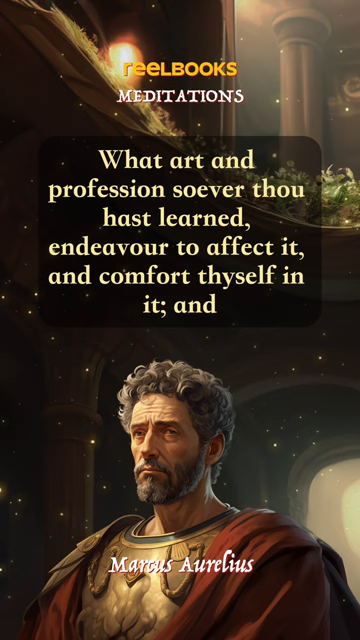 reelBOOKS
MEDITATIONS
What art and
profession soever thou
hast learned,
endeavour to affect it,
and comfort thyself in
it; and
Marcus Aurelius